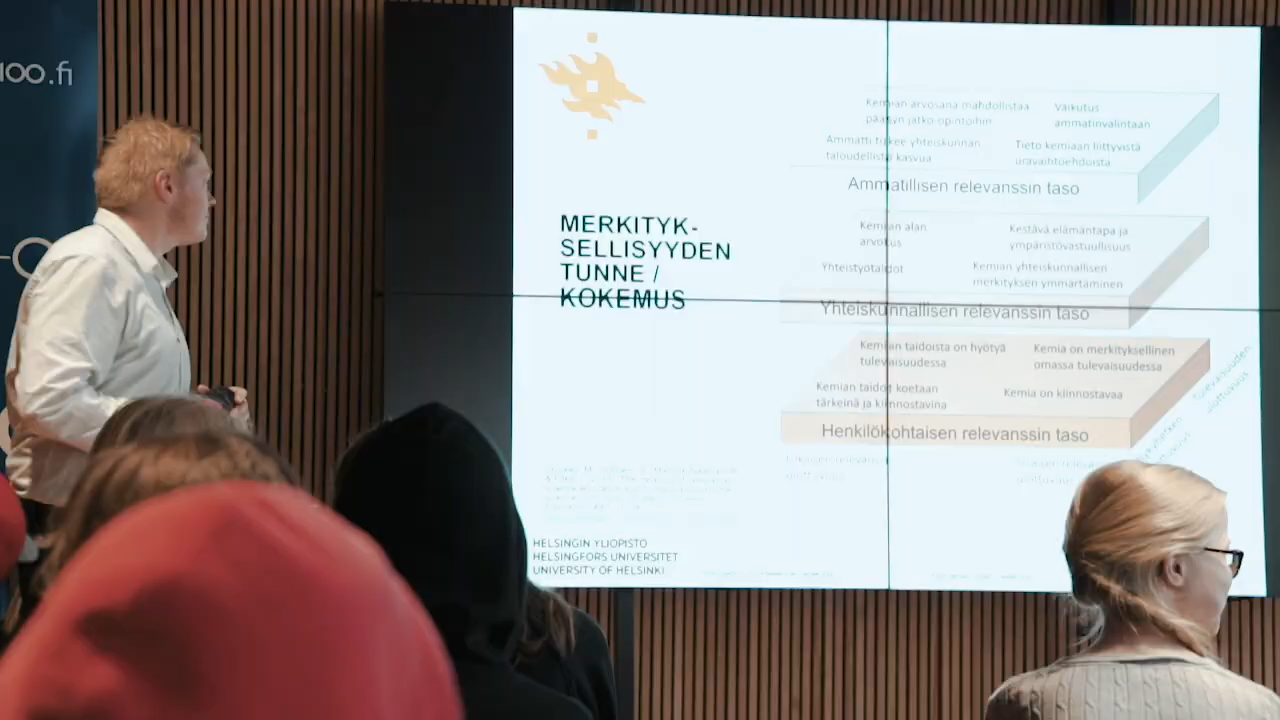 100.fi
MERKITYK-
SELLISYYDEN
TUNNE /
KOKEMUS
Kemian arvosana mahdollistaa
pääsyn jatko-opintoihin
Vaikutus
ammatinvalintaan
Ammatti tukee yhteiskunnan
taloudellista kasvua
Tieto kemiaan liittyvistä
uravaihtoehdoista
Ammatillisen relevanssin taso
Kemian alan
arvostus
Kestävä elämäntapa ja
ympäristövastuullisuus
Yhteistyötaidot
Kemian yhteiskunnallisen
merkityksen ymmärtäminen
Yhteiskunnallisen relevanssin taso
Kemian taidoista on hyötyä
tulevaisuudessa
Kemia on merkityksellinen
omassa tulevaisuudessa
Kemian taidot koetaan
tärkeinä ja kiinnostavina
Kemia on kiinnostavaa
Henkilökohtaisen relevanssin taso
Tulevaisuuden
ulottuvuus
HELSINGIN YLIOPISTO
HELSINGFORS UNIVERSITET
UNIVERSITY OF HELSINKI